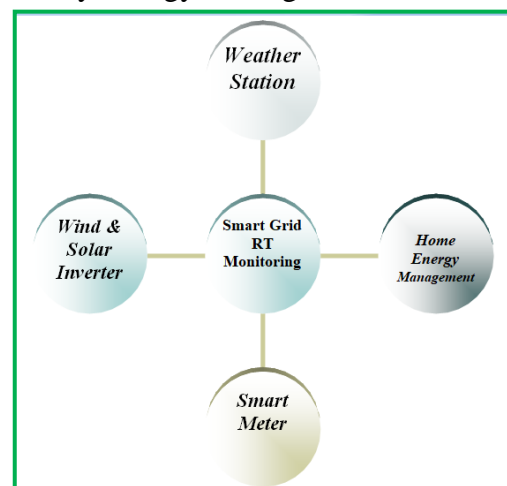 Weather
Station
Wind &
Solar
Inverter
Smart Grid
RT
Monitoring
Home
Energy
Management
Smart
Meter